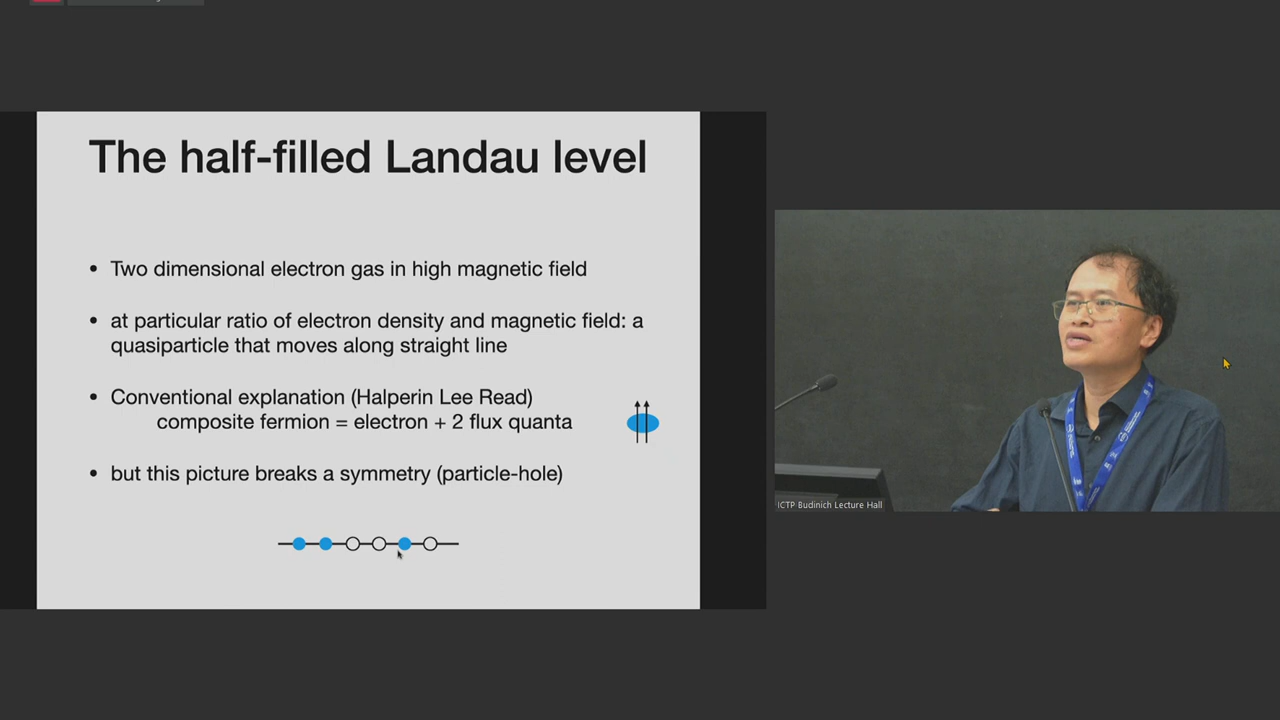 The half-filled Landau level
• Two dimensional electron gas in high magnetic field
• at particular ratio of electron density and magnetic field: a
quasiparticle that moves along straight line
• Conventional explanation (Halperin Lee Read)
composite fermion = electron + 2 flux quanta
• but this picture breaks a symmetry (particle-hole)
ICTP Budinich Lecture Hall